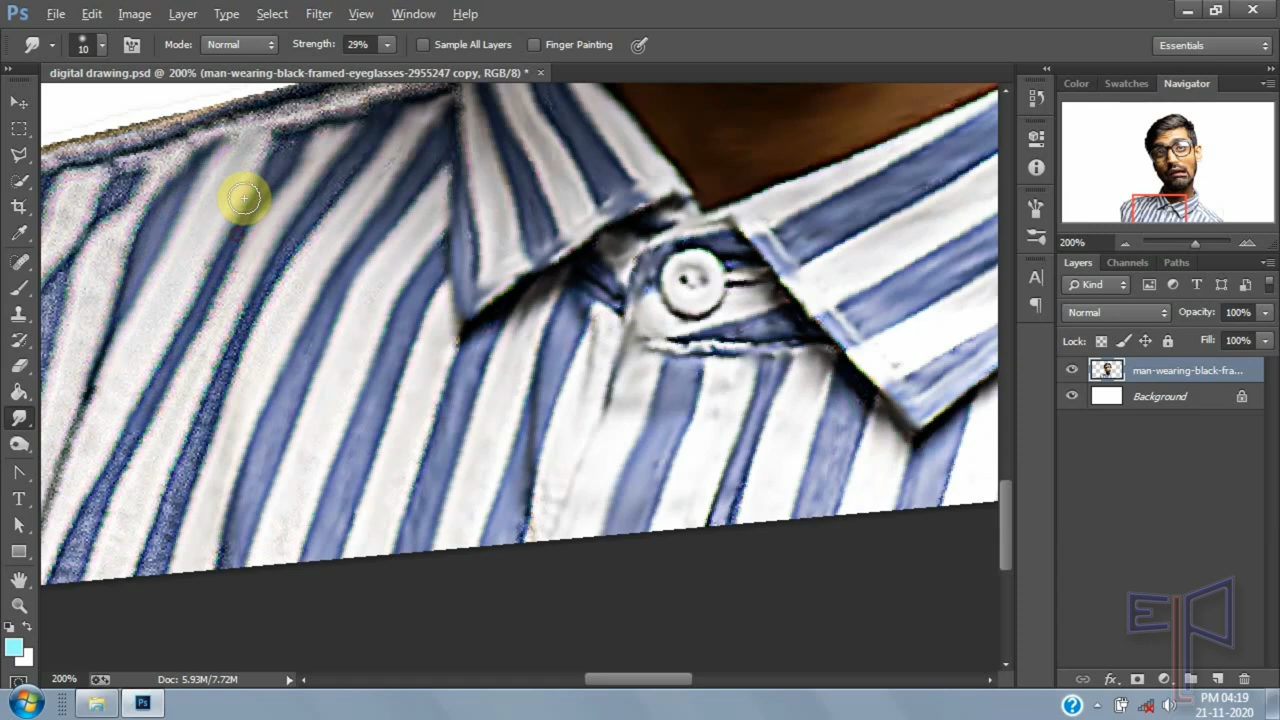 Ps File Edit Image Layer Type Select Filter View Window Help
10 Mode: Normal Strength: 29% Sample All Layers Finger Painting Essentials
digital drawing.psd @ 200% (man-wearing-black-framed-eyeglasses-2955247 copy, RGB/8) * ×
Color Swatches Navigator
200%
Layers Channels Paths
Kind
Normal Opacity: 100%
Lock: Fill: 100%
man-wearing-black-fra...
Background
200% Doc: 5.93M/7.72M
PM 04:19
21-11-2020